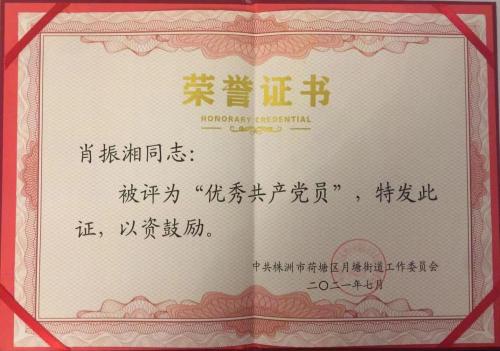 荣誉证书
HONORARY CREDENTIAL
肖振湘同志：
被评为“优秀共产党员”，特发此
证，以资鼓励。
中共株洲市荷塘区月塘街道工作委员会
二〇二一年七月